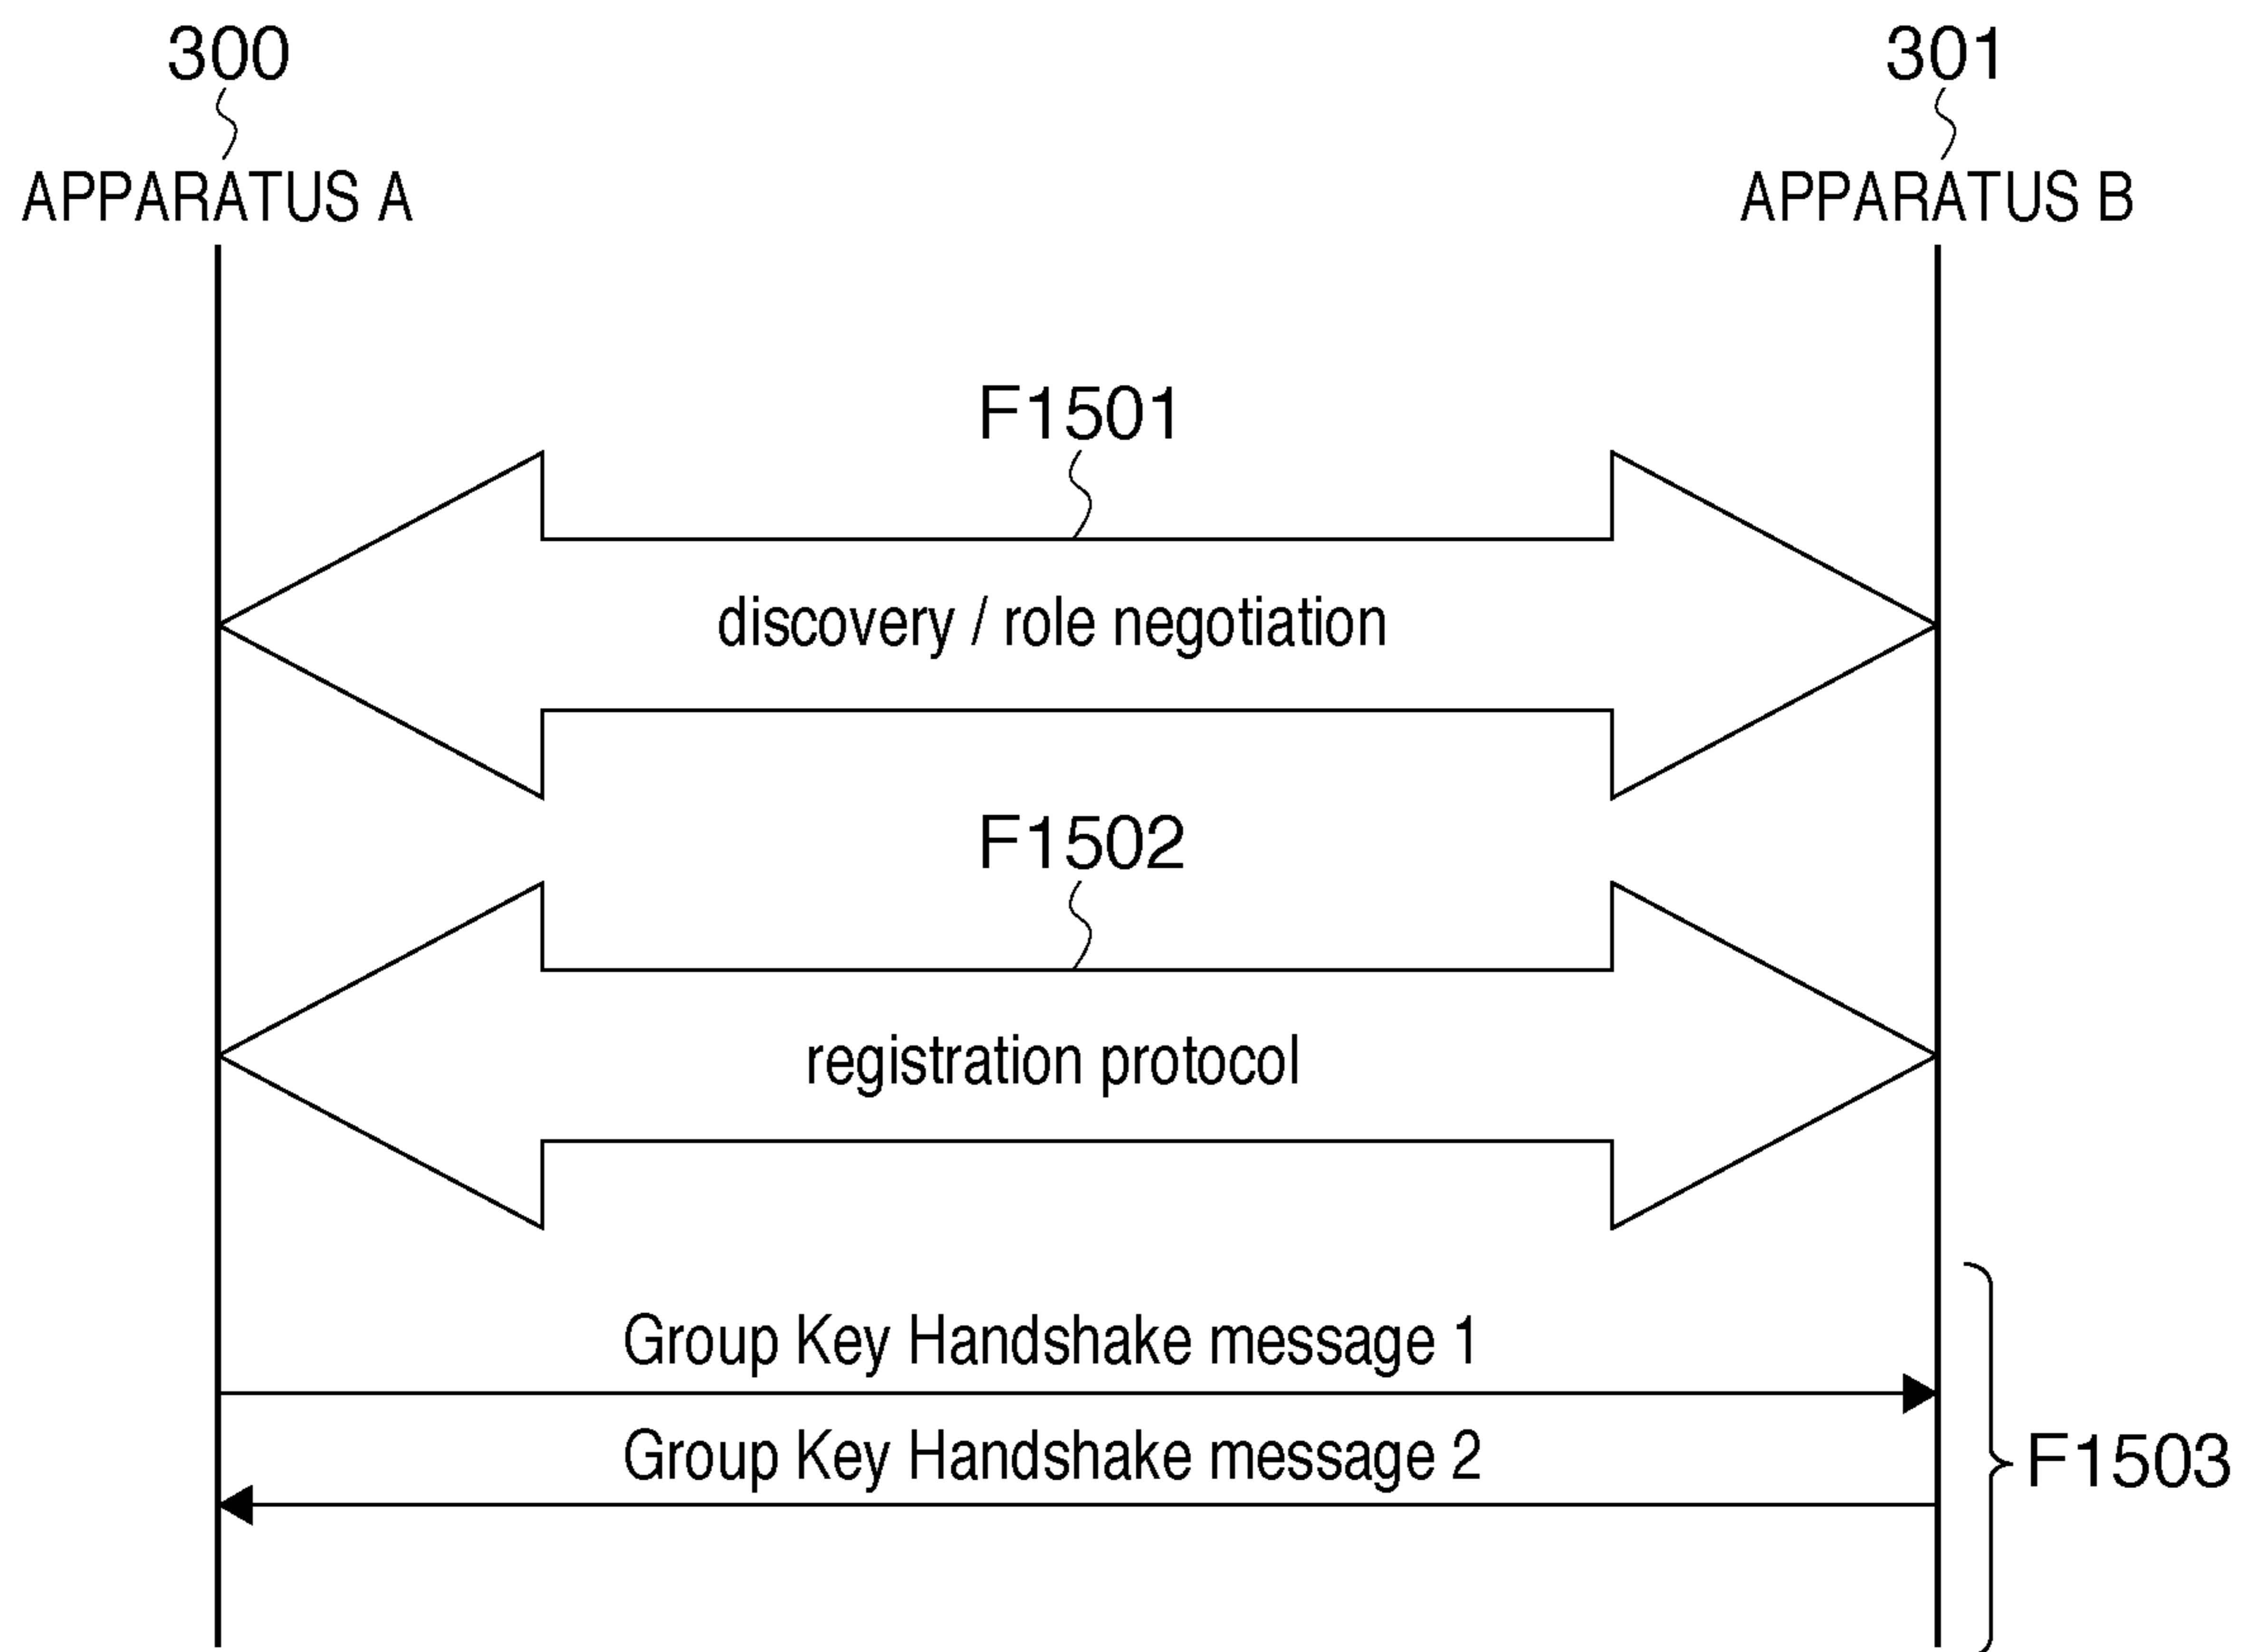 300
301
APPARATUS A
APPARATUS B
F1501
discovery / role negotiation
F1502
registration protocol
Group Key Handshake message 1
Group Key Handshake message 2
F1503